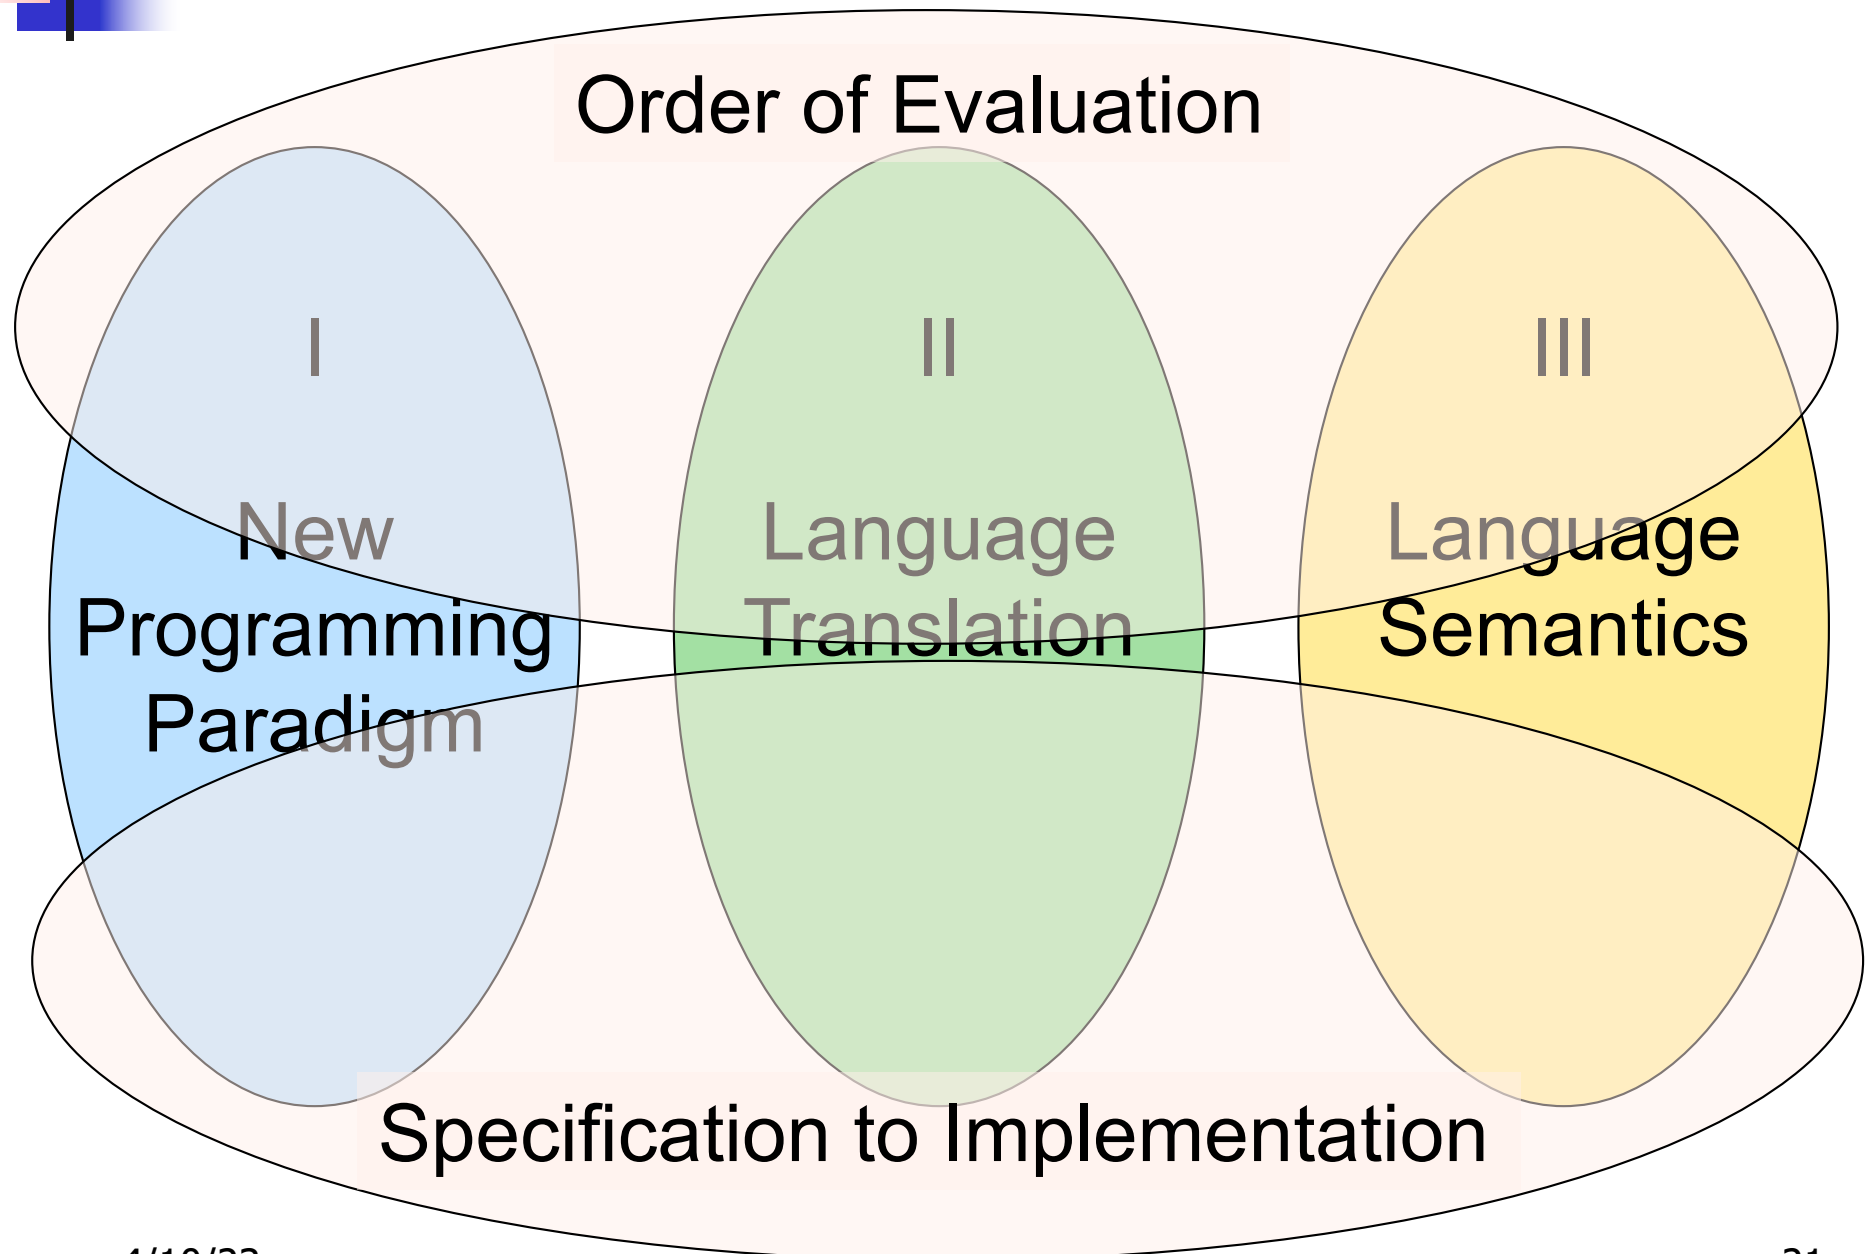 Order of Evaluation
I
New
Programming
Paradigm
II
Language
Translation
III
Language
Semantics
Specification to Implementation